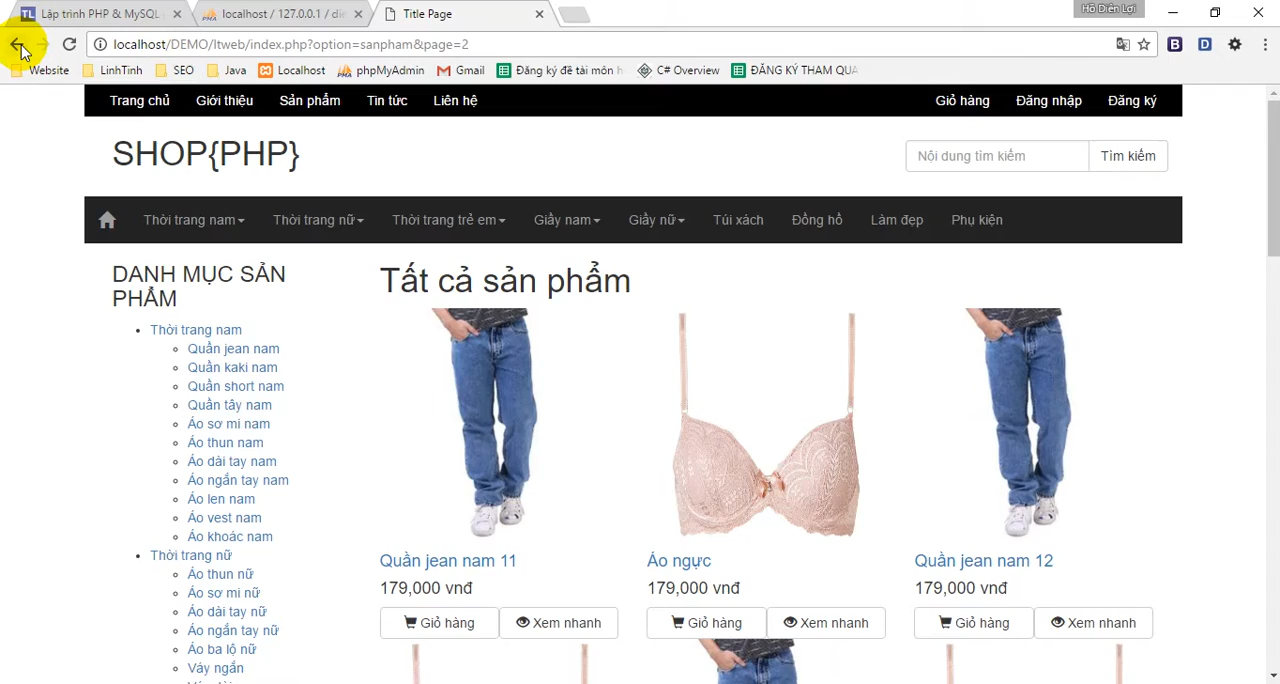 Lập trình PHP & MySQL
localhost / 127.0.0.1 / die
Title Page
Hồ Diên Lợi
localhost/DEMO/ltweb/index.php?option=sanpham&page=2
Website
LinhTinh
SEO
Java
Localhost
phpMyAdmin
Gmail
Đăng ký đề tài môn h
C# Overview
ĐĂNG KÝ THAM QUA
Trang chủ
Giới thiệu
Sản phẩm
Tin tức
Liên hệ
Giỏ hàng
Đăng nhập
Đăng ký
SHOP{PHP}
Nội dung tìm kiếm
Tìm kiếm
Thời trang nam
Thời trang nữ
Thời trang trẻ em
Giầy nam
Giầy nữ
Túi xách
Đồng hồ
Làm đẹp
Phụ kiện
DANH MỤC SẢN
PHẨM
Thời trang nam
Quần jean nam
Quần kaki nam
Quần short nam
Quần tây nam
Áo sơ mi nam
Áo thun nam
Áo dài tay nam
Áo ngắn tay nam
Áo len nam
Áo vest nam
Áo khoác nam
Thời trang nữ
Áo thun nữ
Áo sơ mi nữ
Áo dài tay nữ
Áo ngắn tay nữ
Áo ba lộ nữ
Váy ngắn
Tất cả sản phẩm
Quần jean nam 11
179,000 vnđ
Giỏ hàng
Xem nhanh
Áo ngực
179,000 vnđ
Giỏ hàng
Xem nhanh
Quần jean nam 12
179,000 vnđ
Giỏ hàng
Xem nhanh